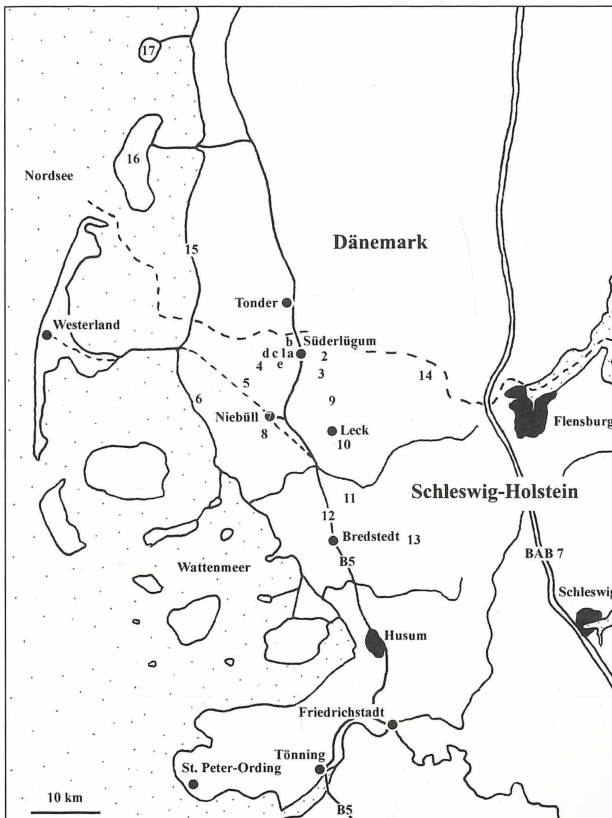 17
16
Nordsee
Dänemark
15
Tonder
Westerland
b
Süderlügum
d c 1a 2
4 e 3
14
5
6
9
Niebüll 7
Flensburg
8
Leck
10
11
Schleswig-Holstein
12
Bredstedt 13
BAB 7
B5
Wattenmeer
Schleswig
Husum
Friedrichstadt
Tönning
St. Peter-Ording
10 km
B5